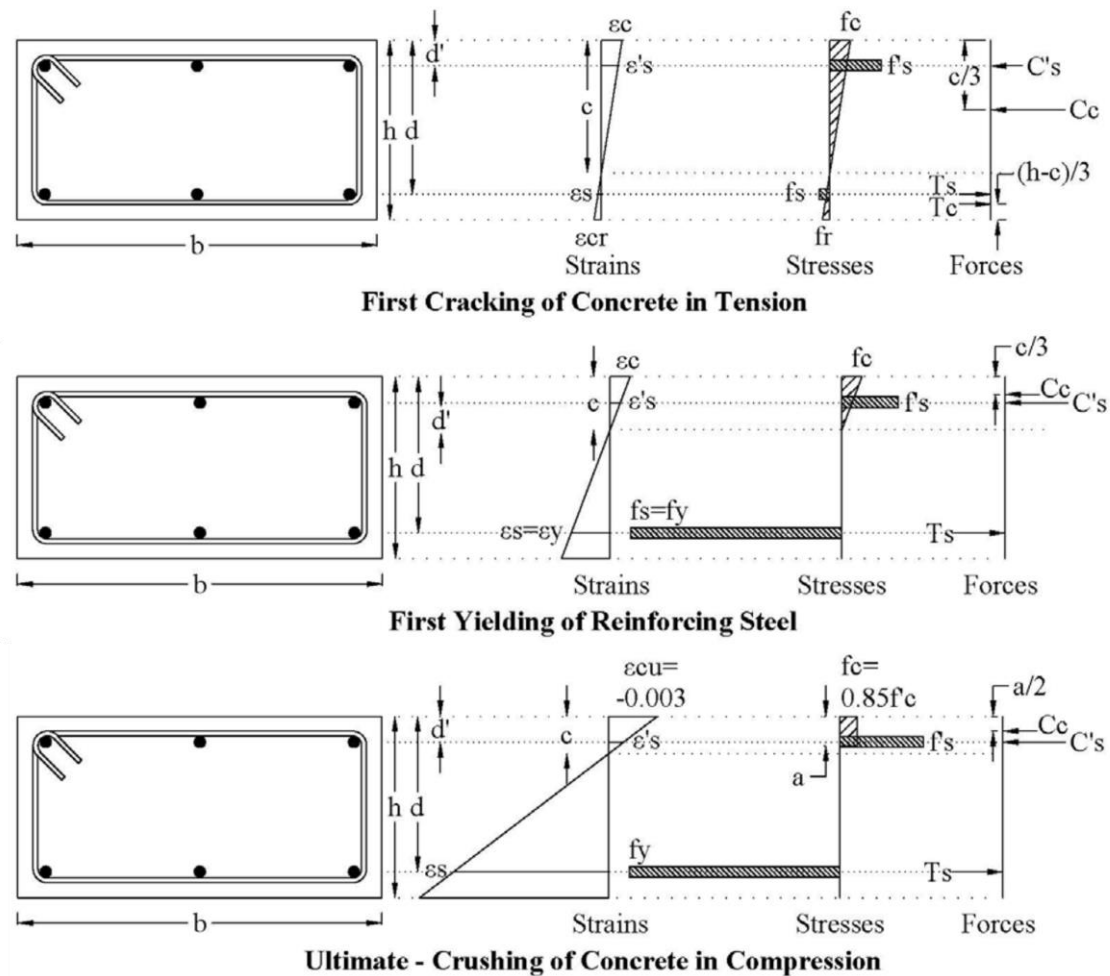 εc
fc
d'
ε's
f's
c/3
C's
Cc
h d
c
(h-c)/3
εs
fs
Ts
Tc
b
εcr
fr
Strains
Stresses
Forces
First Cracking of Concrete in Tension
εc
fc
c/3
Cc
c
ε's
f's
C's
d'
h d
fs=fy
εs=εy
Ts
b
Strains
Stresses
Forces
First Yielding of Reinforcing Steel
εcu=
-0.003
fc=
0.85f'c
a/2
d'
Cc
c
ε's
f's
C's
a
h d
fy
εs
Ts
b
Strains
Stresses
Forces
Ultimate - Crushing of Concrete in Compression